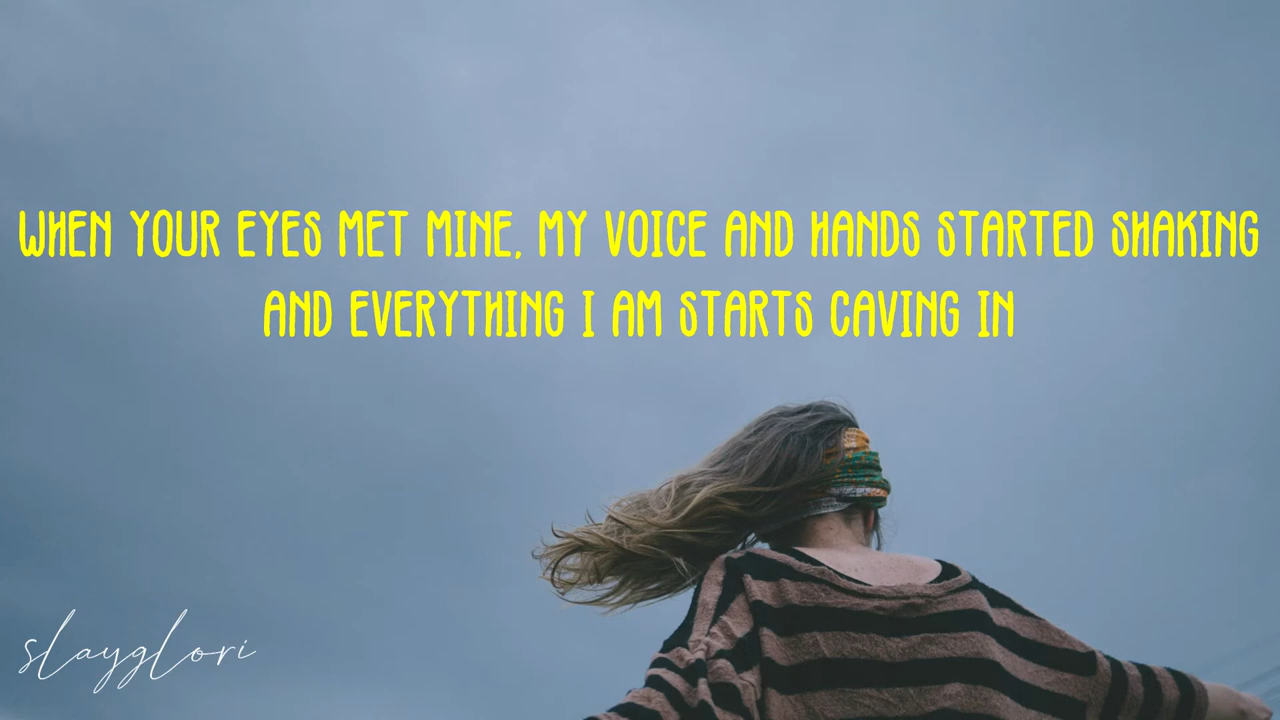 WHEN YOUR EYES MET MINE, MY VOICE AND HANDS STARTED SHAKING
AND EVERYTHING I AM STARTS CAVING IN
slayglori